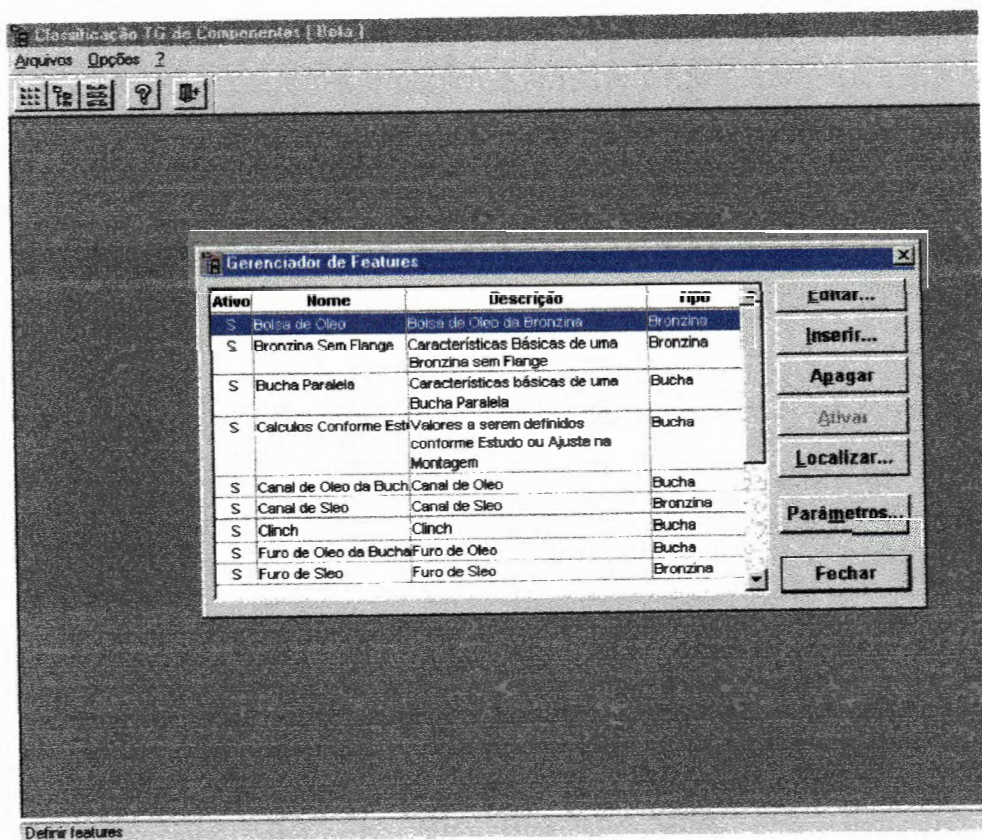 Classificação TG de Componentes [ Beta ]
Arquivos Opções ?
Gerenciador de Features
Ativo Nome Descrição Tipo
S Bolsa de Oleo Bolsa de Oleo da Bronzina Bronzina
S Bronzina Sem Flange Características Básicas de uma Bronzina
Bronzina sem Flange
S Bucha Paralela Características básicas de uma Bucha
Bucha Paralela
S Calculos Conforme Est Valores a serem definidos Bucha
conforme Estudo ou Ajuste na
Montagem
S Canal de Oleo da Buch Canal de Oleo Bucha
S Canal de Sleo Canal de Sleo Bronzina
S Clinch Clinch Bucha
S Furo de Oleo da Bucha Furo de Oleo Bucha
S Furo de Sleo Furo de Sleo Bronzina
Editar...
Inserir...
Apagar
Ativar
Localizar...
Parâmetros...
Fechar
Definir features